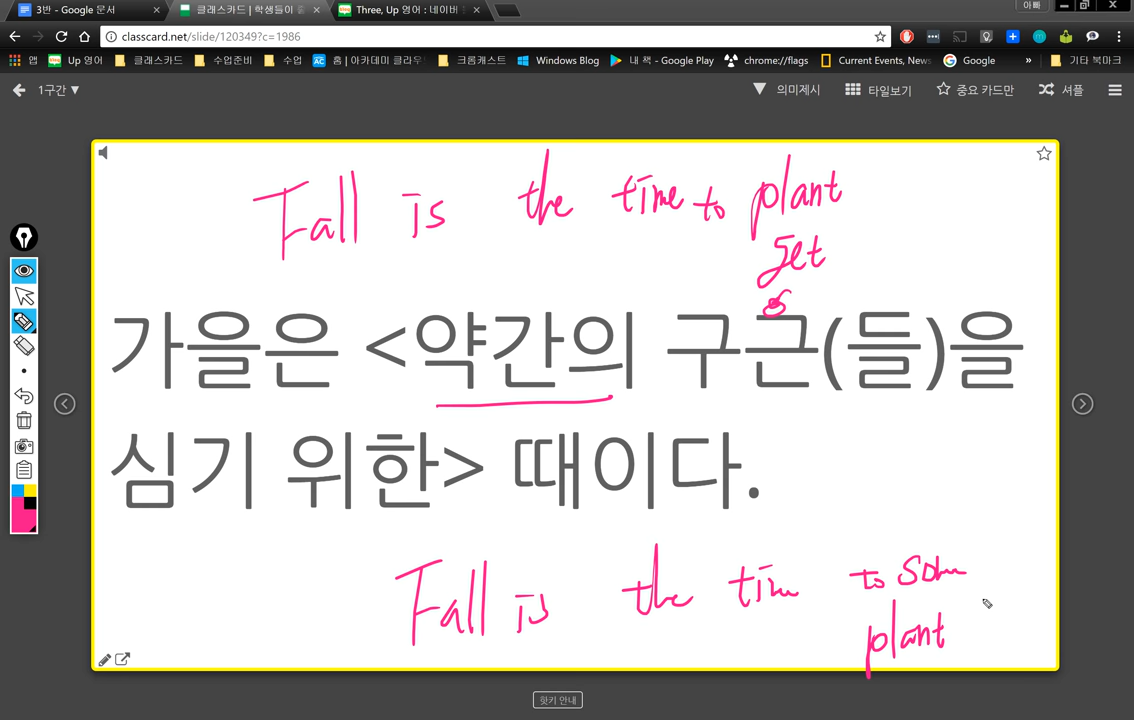 3반 - Google 문서
클래스카드 | 학생들이 좋
Three, Up 영어 : 네이버 블
아빠
classcard.net/slide/120349?c=1986
앱 Up 영어 클래스카드 수업준비 수업 홈 | 아카데미 클라우 크롬캐스트 Windows Blog 내 책 - Google Play chrome://flags Current Events, News Google » 기타 북마크
1구간 ▼ ▼ 의미제시 타일보기 중요 카드만 셔플
Fall is the time to plant
get
가을은 <약간의 구근(들)을
심기 위한> 때이다.
Fall is the time to som
plant
핫키 안내